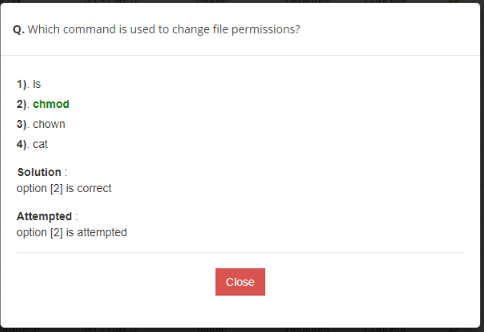 Q. Which command is used to change file permissions?
1). ls
2). chmod
3). chown
4). cat
Solution :
option [2] is correct
Attempted :
option [2] is attempted
Close